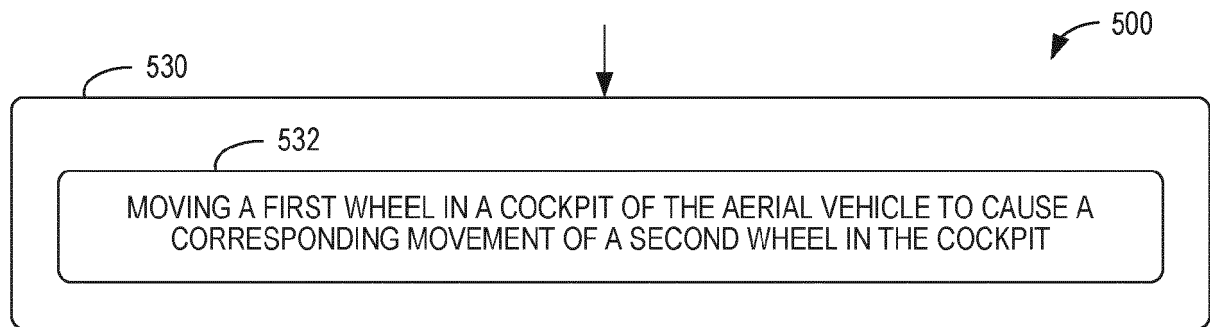 500
530
532
MOVING A FIRST WHEEL IN A COCKPIT OF THE AERIAL VEHICLE TO CAUSE A
CORRESPONDING MOVEMENT OF A SECOND WHEEL IN THE COCKPIT